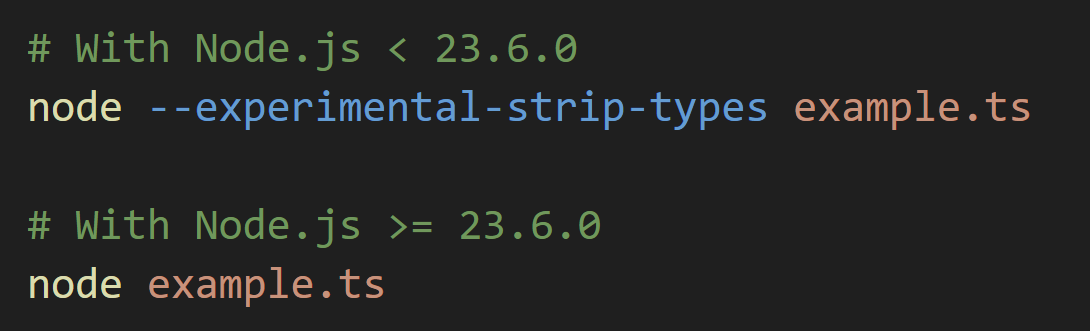 # With Node.js < 23.6.0
node --experimental-strip-types example.ts
# With Node.js >= 23.6.0
node example.ts